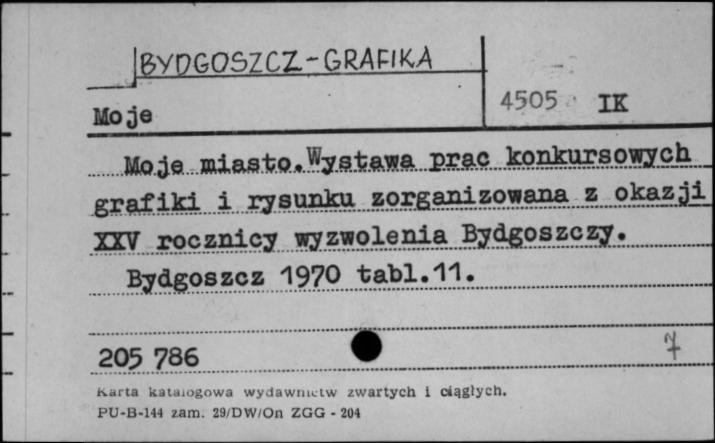 BYDGOSZCZ-GRAFIKA
4505 IK
Moje
Moje miasto.Wystawa prac konkursowych
grafiki i rysunku zorganizowana z okazji
XXV rocznicy wyzwolenia Bydgoszczy.
Bydgoszcz 1970 tabl.11.
205 786
7
Karta katalogowa wydawnictw zwartych i ciągłych.
PU-B-144 zam. 29/DW/On ZGG - 204